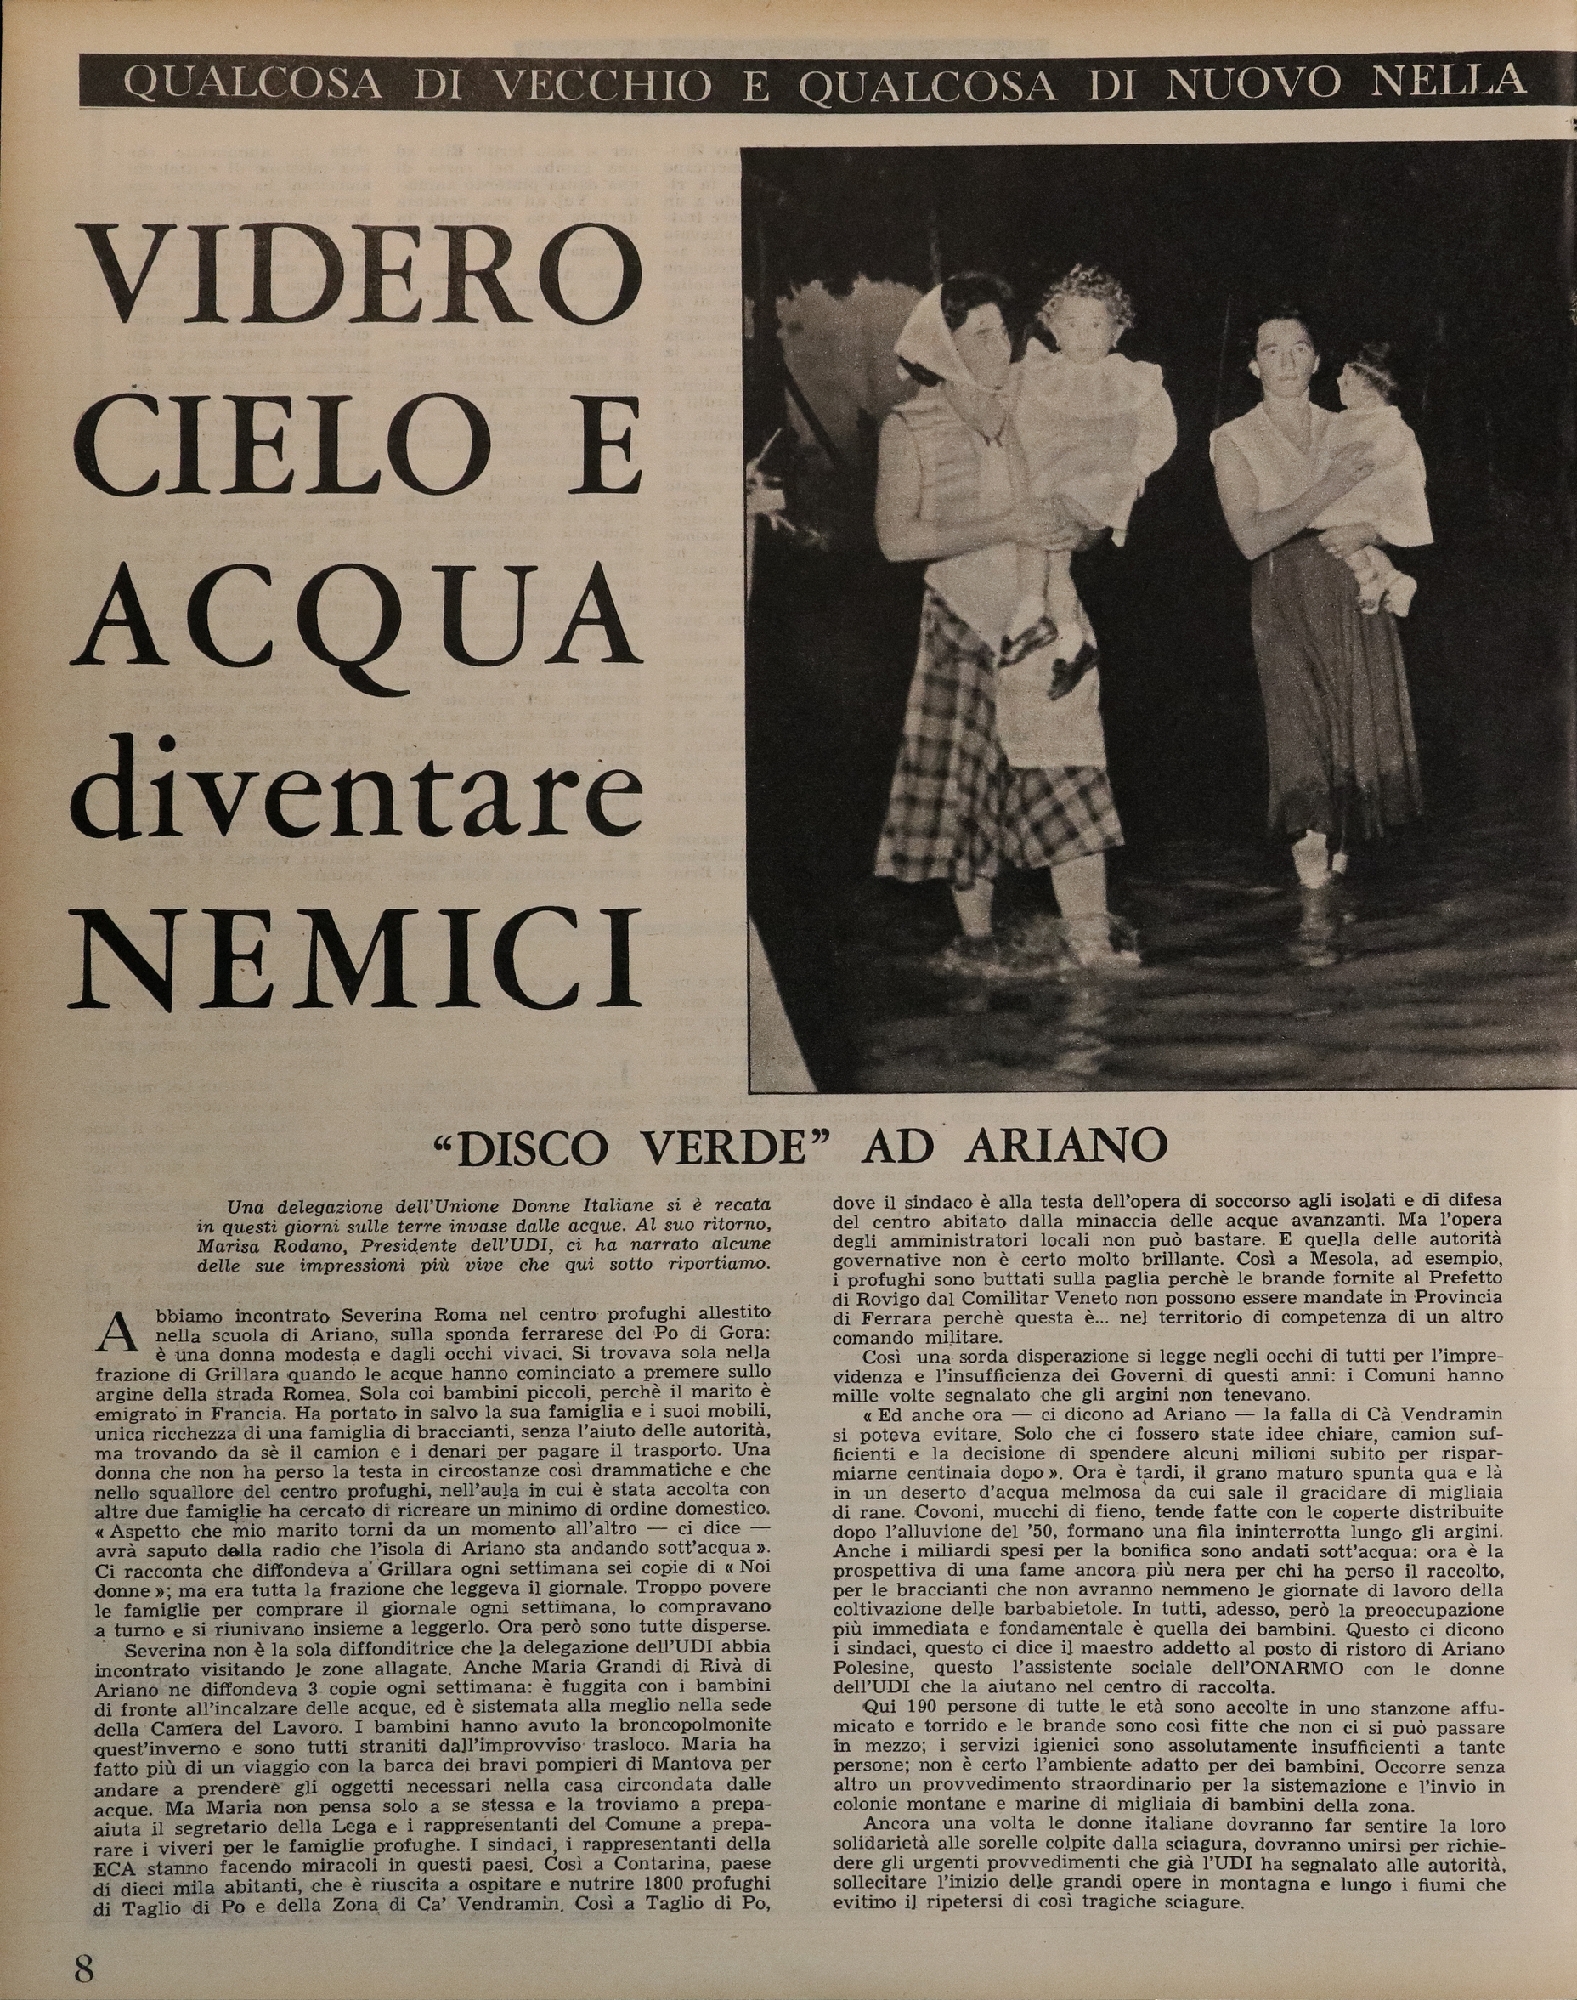 QUALCOSA DI VECCHIO E QUALCOSA DI NUOVO NELLA
VIDERO
CIELO E
ACQUA
diventare
NEMICI
“DISCO VERDE” AD ARIANO
Una delegazione dell'Unione Donne Italiane si è recata
in questi giorni sulle terre invase dalle acque. Al suo ritorno,
Marisa Rodano, Presidente dell'UDI, ci ha narrato alcune
delle sue impressioni più vive che qui sotto riportiamo.
Abbiamo incontrato Severina Roma nel centro profughi allestito
nella scuola di Ariano, sulla sponda ferrarese del Po di Gora:
è una donna modesta e dagli occhi vivaci. Si trovava sola nella
frazione di Grillara quando le acque hanno cominciato a premere sullo
argine della strada Romea. Sola coi bambini piccoli, perchè il marito è
emigrato in Francia. Ha portato in salvo la sua famiglia e i suoi mobili,
unica ricchezza di una famiglia di braccianti, senza l'aiuto delle autorità,
ma trovando da sè il camion e i denari per pagare il trasporto. Una
donna che non ha perso la testa in circostanze così drammatiche e che
nello squallore del centro profughi, nell'aula in cui è stata accolta con
altre due famiglie ha cercato di ricreare un minimo di ordine domestico.
« Aspetto che mio marito torni da un momento all'altro — ci dice —
avrà saputo della radio che l'isola di Ariano sta andando sott'acqua ».
Ci racconta che diffondeva a Grillara ogni settimana sei copie di « Noi
donne »; ma era tutta la frazione che leggeva il giornale. Troppo povere
le famiglie per comprare il giornale ogni settimana, lo compravano
a turno e si riunivano insieme a leggerlo. Ora però sono tutte disperse.
Severina non è la sola diffonditrice che la delegazione dell'UDI abbia
incontrato visitando le zone allagate. Anche Maria Grandi di Rivà di
Ariano ne diffondeva 3 copie ogni settimana: è fuggita con i bambini
di fronte all'incalzare delle acque, ed è sistemata alla meglio nella sede
della Camera del Lavoro. I bambini hanno avuto la broncopolmonite
quest'inverno e sono tutti straniti dall'improvviso trasloco. Maria ha
fatto più di un viaggio con la barca dei bravi pompieri di Mantova per
andare a prendere gli oggetti necessari nella casa circondata dalle
acque. Ma Maria non pensa solo a se stessa e la troviamo a prepa-
aiuta il segretario della Lega e i rappresentanti del Comune a prepa-
rare i viveri per le famiglie profughe. I sindaci, i rappresentanti della
ECA stanno facendo miracoli in questi paesi. Così a Contarina, paese
di dieci mila abitanti, che è riuscita a ospitare e nutrire 1800 profughi
di Taglio di Po e della Zona di Ca' Vendramin. Così a Taglio di Po,
dove il sindaco è alla testa dell'opera di soccorso agli isolati e di difesa
del centro abitato dalla minaccia delle acque avanzanti. Ma l'opera
degli amministratori locali non può bastare. E quella delle autorità
governative non è certo molto brillante. Così a Mesola, ad esempio,
i profughi sono buttati sulla paglia perchè le brande fornite al Prefetto
di Rovigo dal Comilitar Veneto non possono essere mandate in Provincia
di Ferrara perchè questa è... nel territorio di competenza di un altro
comando militare.
Così una sorda disperazione si legge negli occhi di tutti per l'impre-
videnza e l'insufficienza dei Governi di questi anni: i Comuni hanno
mille volte segnalato che gli argini non tenevano.
« Ed anche ora — ci dicono ad Ariano — la falla di Cà Vendramin
si poteva evitare. Solo che ci fossero state idee chiare, camion suf-
ficienti e la decisione di spendere alcuni milioni subito per rispar-
miarne centinaia dopo ». Ora è tardi, il grano maturo spunta qua e là
in un deserto d'acqua melmosa da cui sale il gracidare di migliaia
di rane. Covoni, mucchi di fieno, tende fatte con le coperte distribuite
dopo l'alluvione del '50, formano una fila ininterrotta lungo gli argini.
Anche i miliardi spesi per la bonifica sono andati sott'acqua: ora è la
prospettiva di una fame ancora più nera per chi ha perso il raccolto,
per le braccianti che non avranno nemmeno le giornate di lavoro della
coltivazione delle barbabietole. In tutti, adesso, però la preoccupazione
più immediata e fondamentale è quella dei bambini. Questo ci dicono
i sindaci, questo ci dice il maestro addetto al posto di ristoro di Ariano
Polesine, questo l'assistente sociale dell'ONARMO con le donne
dell'UDI che la aiutano nel centro di raccolta.
Qui 190 persone di tutte le età sono accolte in uno stanzone affu-
micato e torrido e le brande sono così fitte che non ci si può passare
in mezzo; i servizi igienici sono assolutamente insufficienti a tante
persone; non è certo l'ambiente adatto per dei bambini. Occorre senza
altro un provvedimento straordinario per la sistemazione e l'invio in
colonie montane e marine di migliaia di bambini della zona.
Ancora una volta le donne italiane dovranno far sentire la loro
solidarietà alle sorelle colpite dalla sciagura, dovranno unirsi per richie-
dere gli urgenti provvedimenti che già l'UDI ha segnalato alle autorità,
sollecitare l'inizio delle grandi opere in montagna e lungo i fiumi che
evitino il ripetersi di così tragiche sciagure.
8